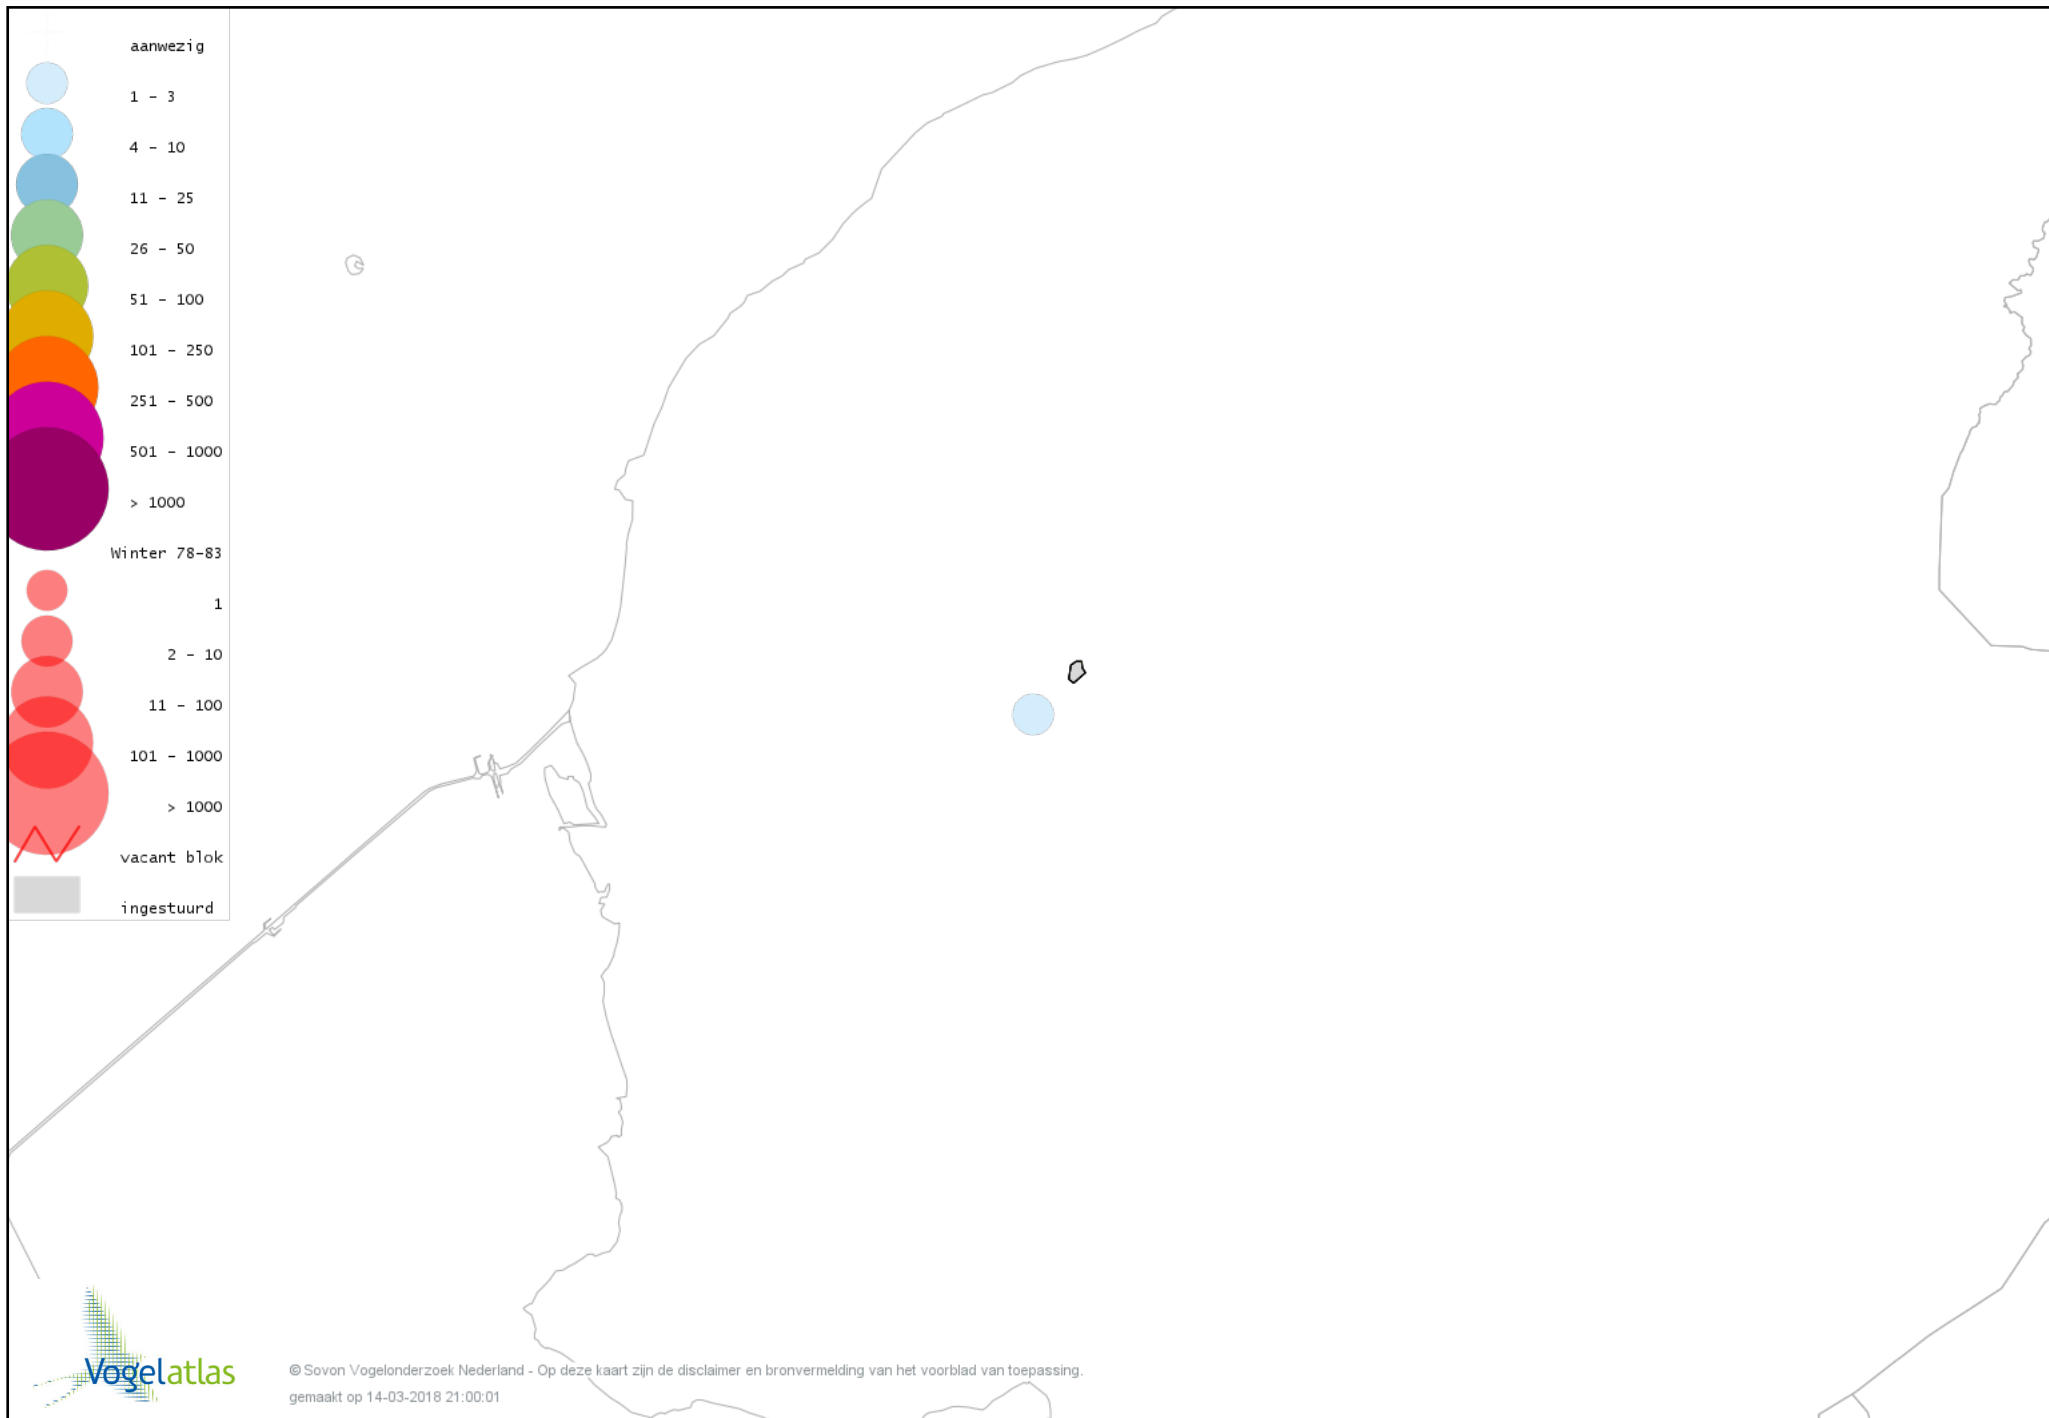 aanwezig
1 - 3
4 - 10
11 - 25
26 - 50
51 - 100
101 - 250
251 - 500
501 - 1000
> 1000
Winter 78-83
1
2 - 10
11 - 100
101 - 1000
> 1000
vacant blok
ingestuurd
Vogelatlas
© Sovon Vogelonderzoek Nederland - Op deze kaart zijn de disclaimer en bronvermelding van het voorblad van toepassing.
gemaakt op 14-03-2018 21:00:01